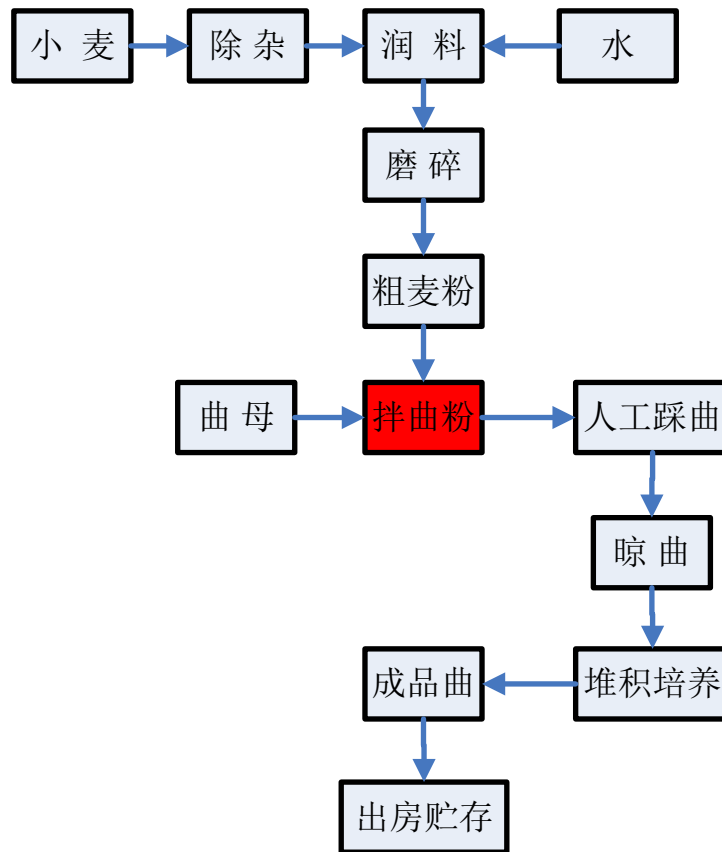 小 麦
除 杂
润 料
水
磨 碎
粗麦粉
曲 母
拌曲粉
人工踩曲
晾 曲
成品曲
堆积培养
出房贮存